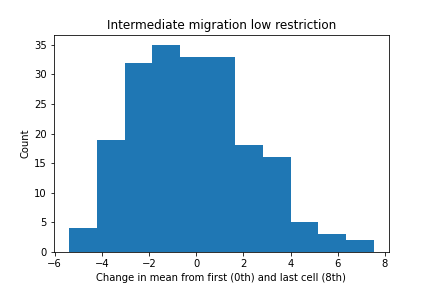 Intermediate migration low restriction
35
30
25
20
15
10
5
0
Count
−6 −4 −2 0 2 4 6 8
Change in mean from first (0th) and last cell (8th)